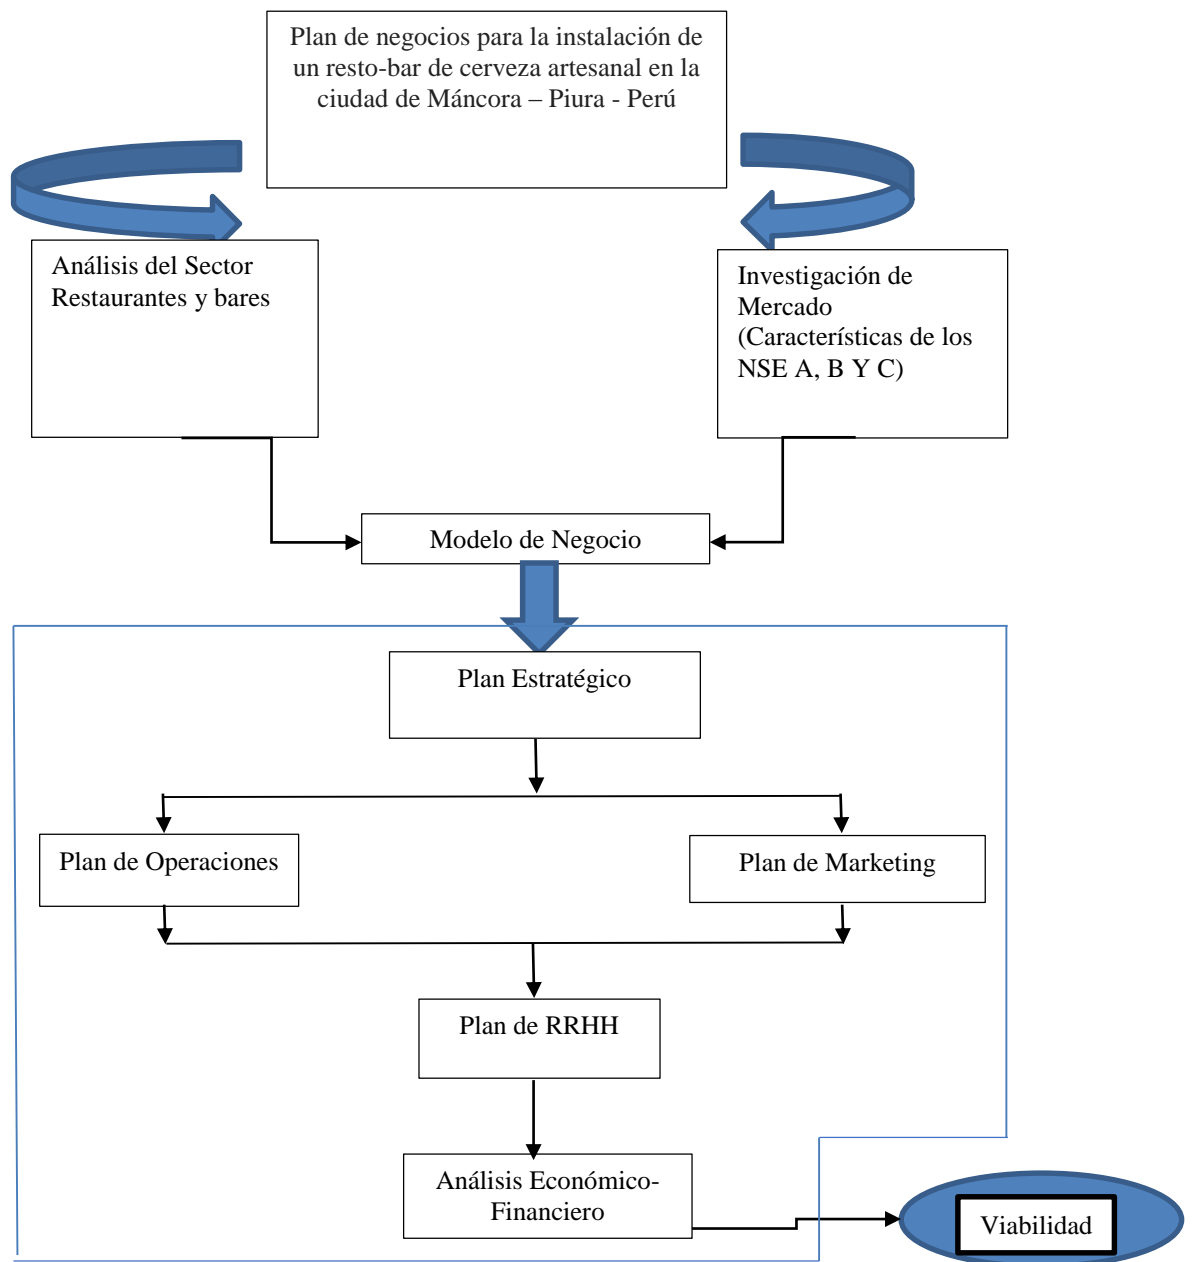 Plan de negocios para la instalación de
un resto-bar de cerveza artesanal en la
ciudad de Máncora – Piura - Perú
Análisis del Sector
Restaurantes y bares
Investigación de
Mercado
(Características de los
NSE A, B Y C)
Modelo de Negocio
Plan Estratégico
Plan de Operaciones
Plan de Marketing
Plan de RRHH
Análisis Económico-
Financiero
Viabilidad